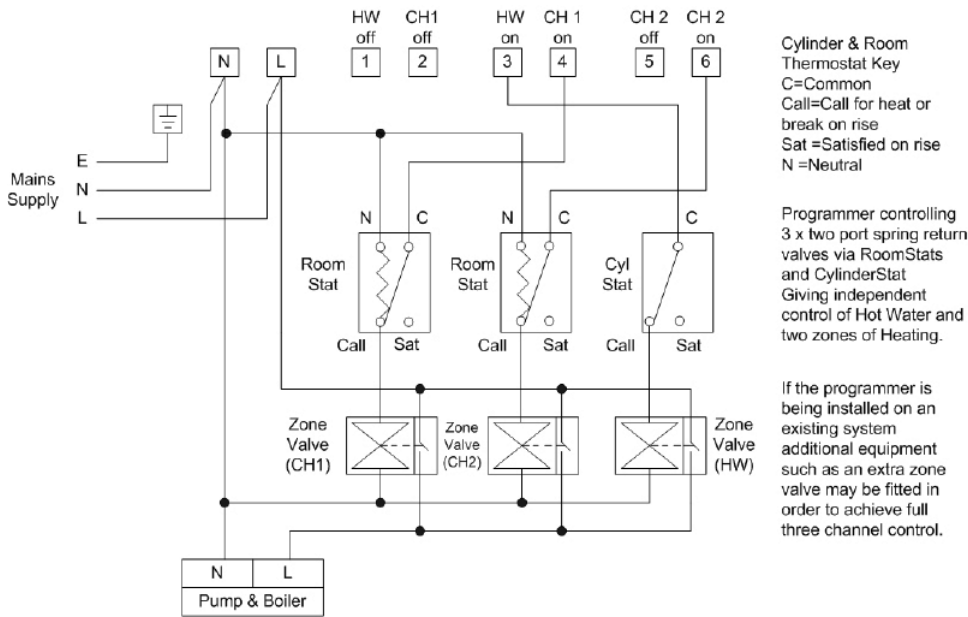 HW CH1 HW CH 1 CH 2 CH 2
off off on on off on
N L 1 2 3 4 5 6
Cylinder & Room
Thermostat Key
C=Common
Call=Call for heat or
break on rise
Sat =Satisfied on rise
N =Neutral
E
Mains
Supply
N
L
Programmer controlling
3 x two port spring return
valves via RoomStats
and CylinderStat
Giving independent
control of Hot Water and
two zones of Heating.
N C N C C
Room
Stat
Room
Stat
Cyl
Stat
Call Sat Call Sat Call Sat
If the programmer is
being installed on an
existing system
additional equipment
such as an extra zone
valve may be fitted in
order to achieve full
three channel control.
Zone
Valve
(CH1)
Zone
Valve
(CH2)
Zone
Valve
(HW)
N L
Pump & Boiler